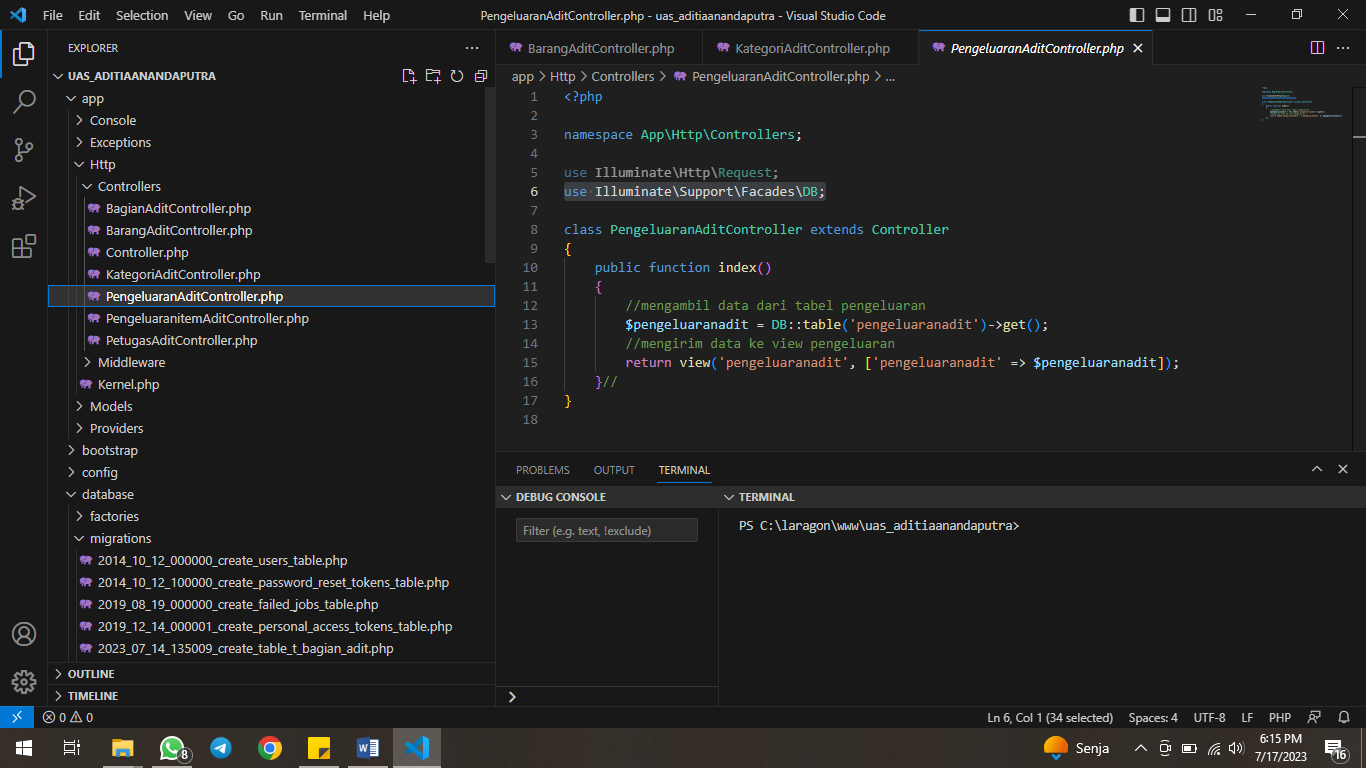 File Edit Selection View Go Run Terminal Help PengeluaranAditController.php - uas_aditiaanandaputra - Visual Studio Code
EXPLORER
UAS_ADITIAANANDAPUTRA
app
Console
Exceptions
Http
Controllers
BagianAditController.php
BarangAditController.php
Controller.php
KategoriAditController.php
PengeluaranAditController.php
PengeluaranitemAditController.php
PetugasAditController.php
Middleware
Kernel.php
Models
Providers
bootstrap
config
database
factories
migrations
2014_10_12_000000_create_users_table.php
2014_10_12_100000_create_password_reset_tokens_table.php
2019_08_19_000000_create_failed_jobs_table.php
2019_12_14_000001_create_personal_access_tokens_table.php
2023_07_14_135009_create_table_t_bagian_adit.php
OUTLINE
TIMELINE
BarangAditController.php KategoriAditController.php PengeluaranAditController.php
app > Http > Controllers > PengeluaranAditController.php > ...
1 <?php
2
3 namespace App\Http\Controllers;
4
5 use Illuminate\Http\Request;
6 use Illuminate\Support\Facades\DB;
7
8 class PengeluaranAditController extends Controller
9 {
10 public function index()
11 {
12 //mengambil data dari tabel pengeluaran
13 $pengeluaranadit = DB::table('pengeluaranadit')->get();
14 //mengirim data ke view pengeluaran
15 return view('pengeluaranadit', ['pengeluaranadit' => $pengeluaranadit]);
16 }//
17 }
18
PROBLEMS OUTPUT TERMINAL
DEBUG CONSOLE
Filter (e.g. text, !exclude)
TERMINAL
PS C:\laragon\www\uas_aditiaanandaputra>
0 0 Ln 6, Col 1 (34 selected) Spaces: 4 UTF-8 LF PHP
8 Senja 6:15 PM
7/17/2023 16